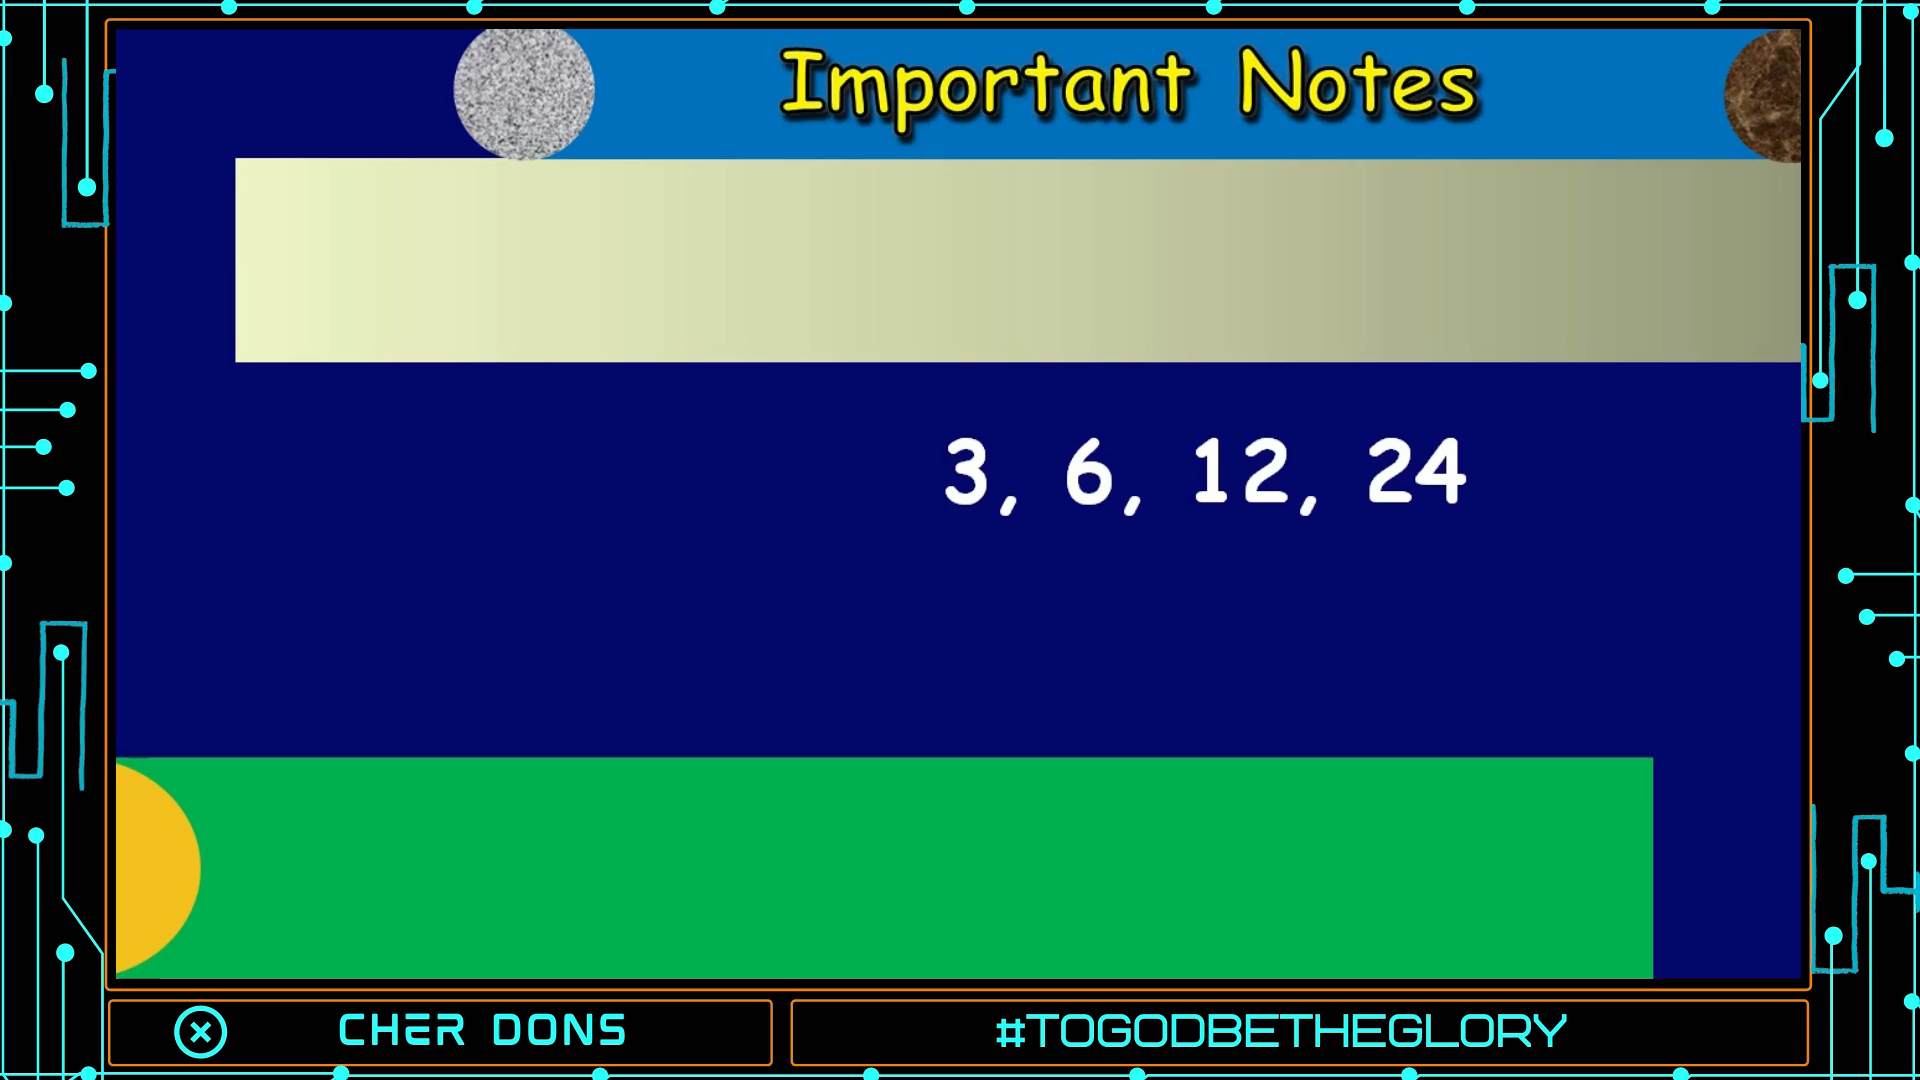 Important Notes
3, 6, 12, 24
CHER DONS
#TOGODBETHEGLORY